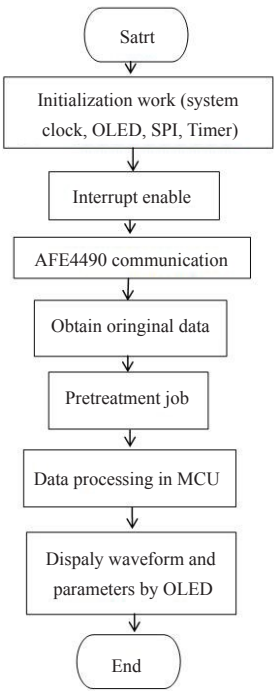 Satrt
Initialization work (system
clock, OLED, SPI, Timer)
Interrupt enable
AFE4490 communication
Obtain oringinal data
Pretreatment job
Data processing in MCU
Dispaly waveform and
parameters by OLED
End